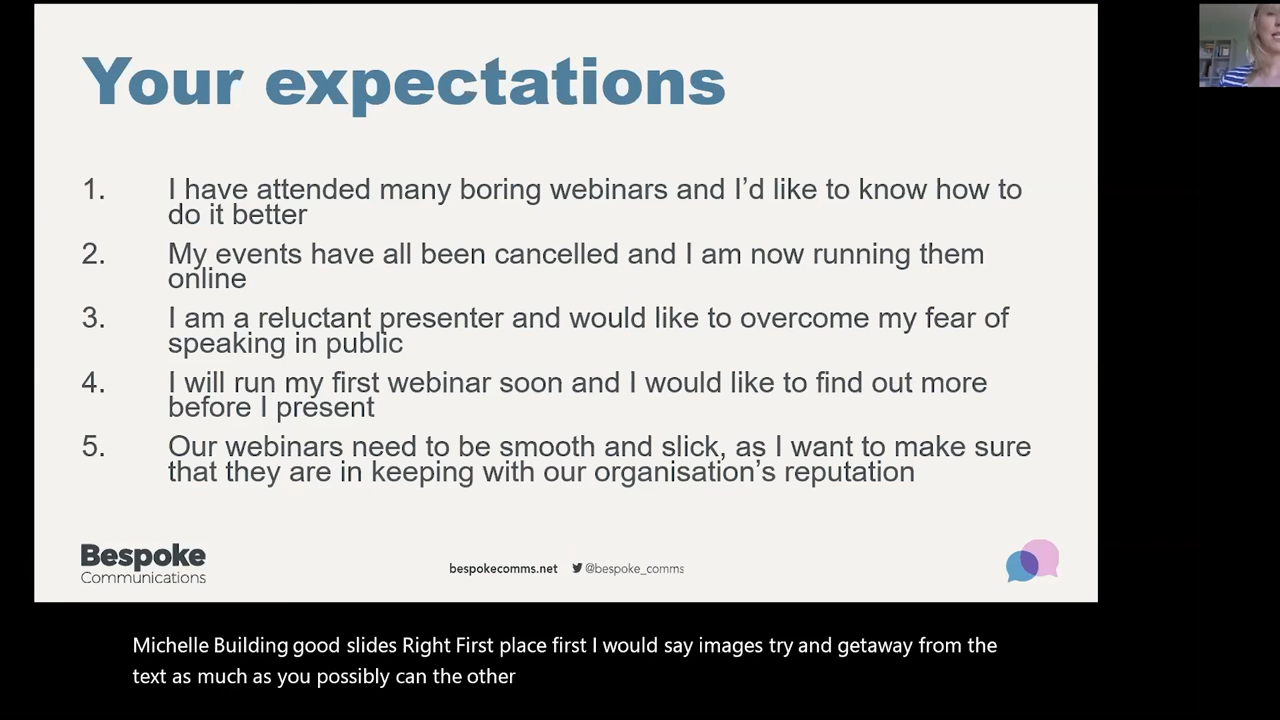 Your expectations
1. I have attended many boring webinars and I’d like to know how to
do it better
2. My events have all been cancelled and I am now running them
online
3. I am a reluctant presenter and would like to overcome my fear of
speaking in public
4. I will run my first webinar soon and I would like to find out more
before I present
5. Our webinars need to be smooth and slick, as I want to make sure
that they are in keeping with our organisation’s reputation
Bespoke
Communications
bespokecomms.net @bespoke_comms
Michelle Building good slides Right First place first I would say images try and getaway from the
text as much as you possibly can the other